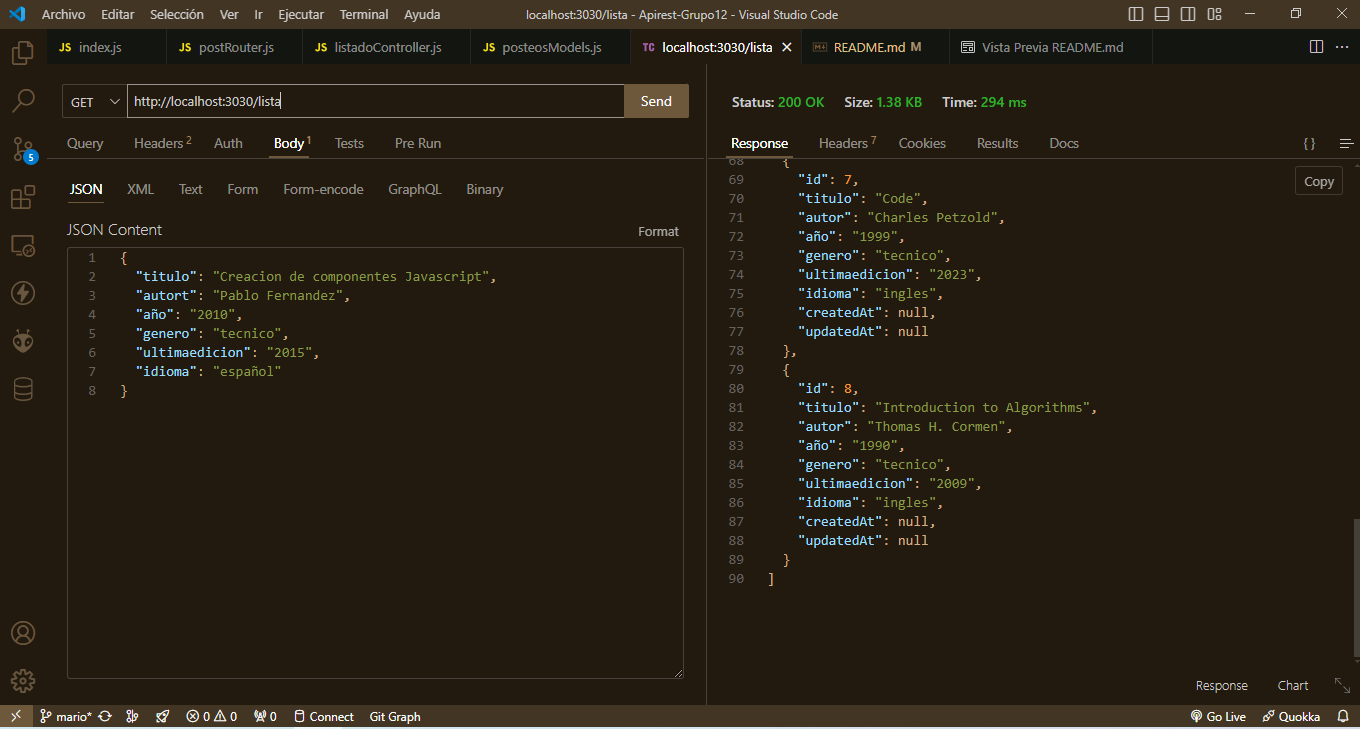 Archivo Editar Selección Ver Ir Ejecutar Terminal Ayuda localhost:3030/lista - Apirest-Grupo12 - Visual Studio Code
JS index.js JS postRouter.js JS listadoController.js JS posteosModels.js TC localhost:3030/lista README.md M Vista Previa README.md
GET http://localhost:3030/lista Send
Query Headers 2 Auth Body 1 Tests Pre Run
JSON XML Text Form Form-encode GraphQL Binary
JSON Content Format
1 {
2 "titulo": "Creacion de componentes Javascript",
3 "autort": "Pablo Fernandez",
4 "año": "2010",
5 "genero": "tecnico",
6 "ultimaedicion": "2015",
7 "idioma": "español"
8 }
Status: 200 OK Size: 1.38 KB Time: 294 ms
Response Headers 7 Cookies Results Docs { }
Copy
68 {
69 "id": 7,
70 "titulo": "Code",
71 "autor": "Charles Petzold",
72 "año": "1999",
73 "genero": "tecnico",
74 "ultimaedicion": "2023",
75 "idioma": "ingles",
76 "createdAt": null,
77 "updatedAt": null
78 },
79 {
80 "id": 8,
81 "titulo": "Introduction to Algorithms",
82 "autor": "Thomas H. Cormen",
83 "año": "1990",
84 "genero": "tecnico",
85 "ultimaedicion": "2009",
86 "idioma": "ingles",
87 "createdAt": null,
88 "updatedAt": null
89 }
90 ]
Response Chart
5
mario* 0 0 0 Connect Git Graph Go Live Quokka